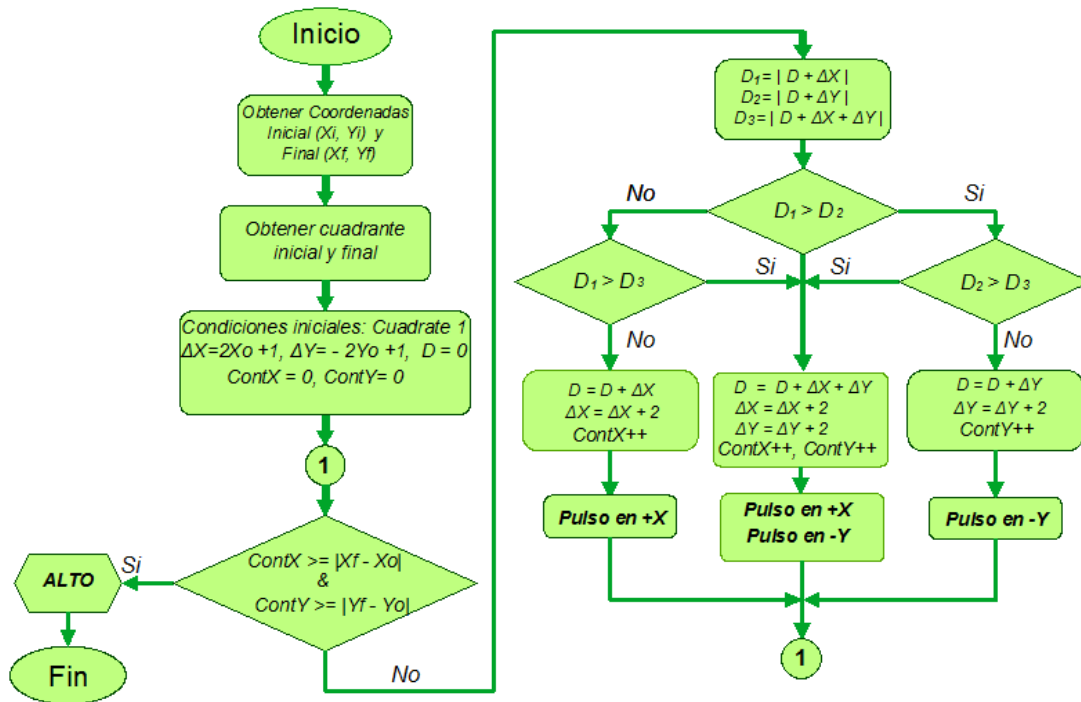 Inicio
Obtener Coordenadas
Inicial (Xi, Yi) y
Final (Xf, Yf)
Obtener cuadrante
inicial y final
Condiciones iniciales: Cuadrate 1
ΔX=2Xo +1, ΔY= - 2Yo +1, D = 0
ContX = 0, ContY= 0
1
ContX >= |Xf - Xo|
&
ContY >= |Yf - Yo|
Si
ALTO
Fin
No
D₁= | D + ΔX |
D₂= | D + ΔY |
D₃= | D + ΔX + ΔY |
D₁ > D₂
No
Si
D₁ > D₃
Si
Si
D₂ > D₃
No
No
D = D + ΔX
ΔX = ΔX + 2
ContX++
D = D + ΔX + ΔY
ΔX = ΔX + 2
ΔY = ΔY + 2
ContX++, ContY++
D = D + ΔY
ΔY = ΔY + 2
ContY++
Pulso en +X
Pulso en +X
Pulso en -Y
Pulso en -Y
1